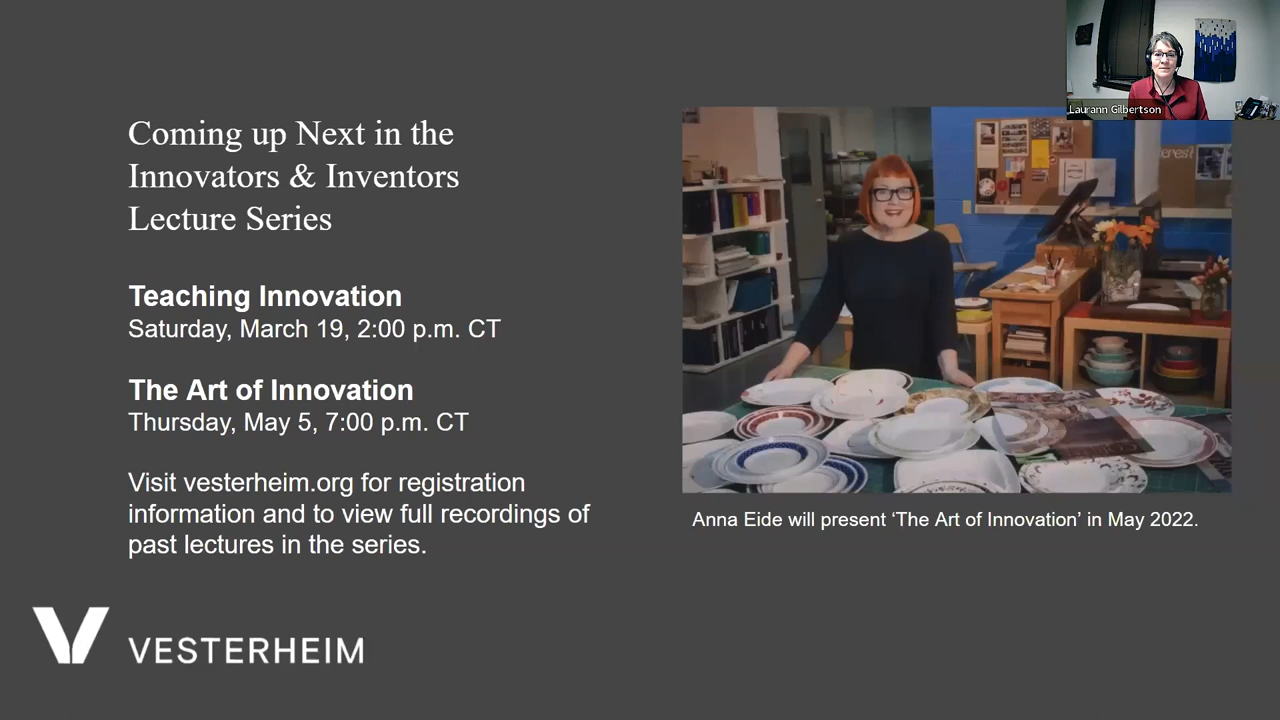 Laurann Gilbertson
Coming up Next in the
Innovators & Inventors
Lecture Series
Teaching Innovation
Saturday, March 19, 2:00 p.m. CT
The Art of Innovation
Thursday, May 5, 7:00 p.m. CT
Visit vesterheim.org for registration
information and to view full recordings of
past lectures in the series.
Anna Eide will present ‘The Art of Innovation’ in May 2022.
VESTERHEIM